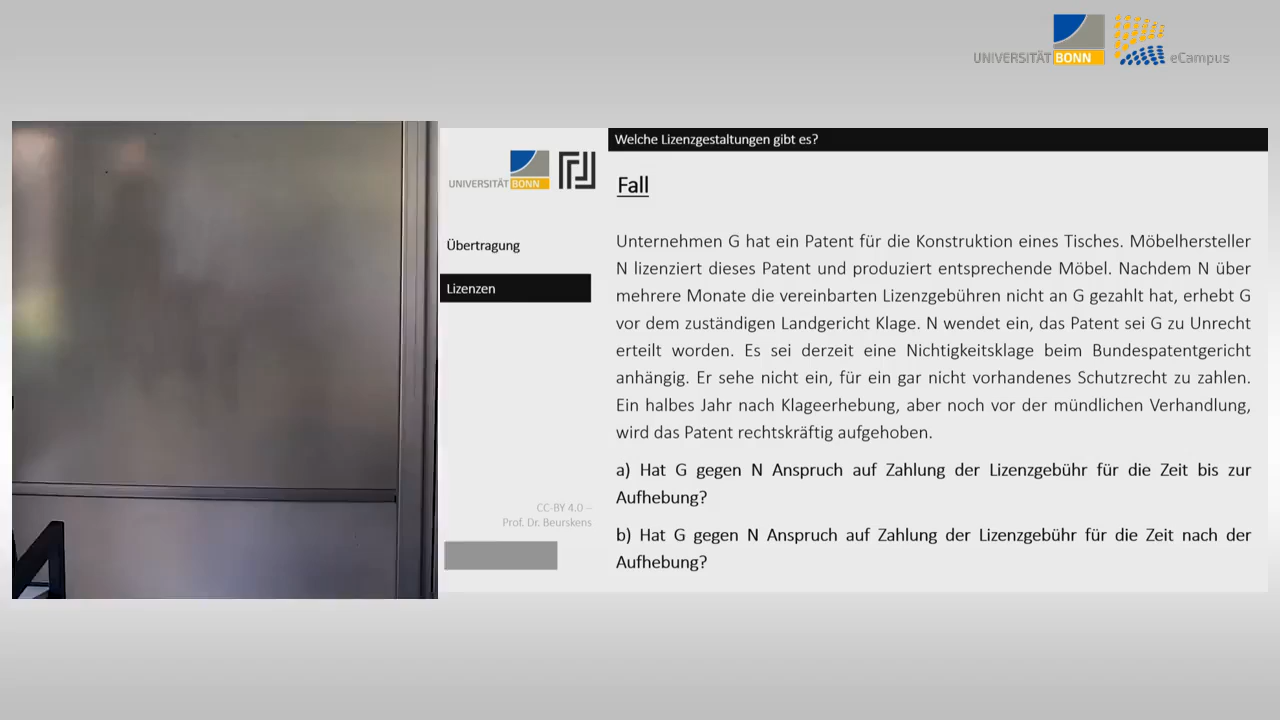 UNIVERSITÄT BONN eCampus
Welche Lizenzgestaltungen gibt es?
UNIVERSITÄT BONN
Fall
Übertragung
Lizenzen
Unternehmen G hat ein Patent für die Konstruktion eines Tisches. Möbelhersteller
N lizenziert dieses Patent und produziert entsprechende Möbel. Nachdem N über
mehrere Monate die vereinbarten Lizenzgebühren nicht an G gezahlt hat, erhebt G
vor dem zuständigen Landgericht Klage. N wendet ein, das Patent sei G zu Unrecht
erteilt worden. Es sei derzeit eine Nichtigkeitsklage beim Bundespatentgericht
anhängig. Er sehe nicht ein, für ein gar nicht vorhandenes Schutzrecht zu zahlen.
Ein halbes Jahr nach Klageerhebung, aber noch vor der mündlichen Verhandlung,
wird das Patent rechtskräftig aufgehoben.
a) Hat G gegen N Anspruch auf Zahlung der Lizenzgebühr für die Zeit bis zur
Aufhebung?
b) Hat G gegen N Anspruch auf Zahlung der Lizenzgebühr für die Zeit nach der
Aufhebung?
CC-BY 4.0 –
Prof. Dr. Beurskens